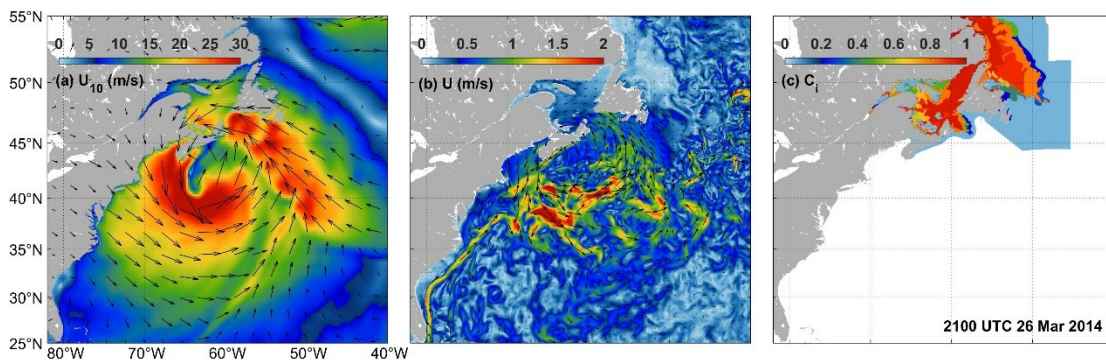 55°N
50°N
45°N
40°N
35°N
30°N
25°N
80°W 70°W 60°W 50°W 40°W
0 5 10 15 20 25 30
(a) U₁₀ (m/s)
0 0.5 1 1.5 2
(b) U (m/s)
0 0.2 0.4 0.6 0.8 1
(c) Cᵢ
2100 UTC 26 Mar 2014